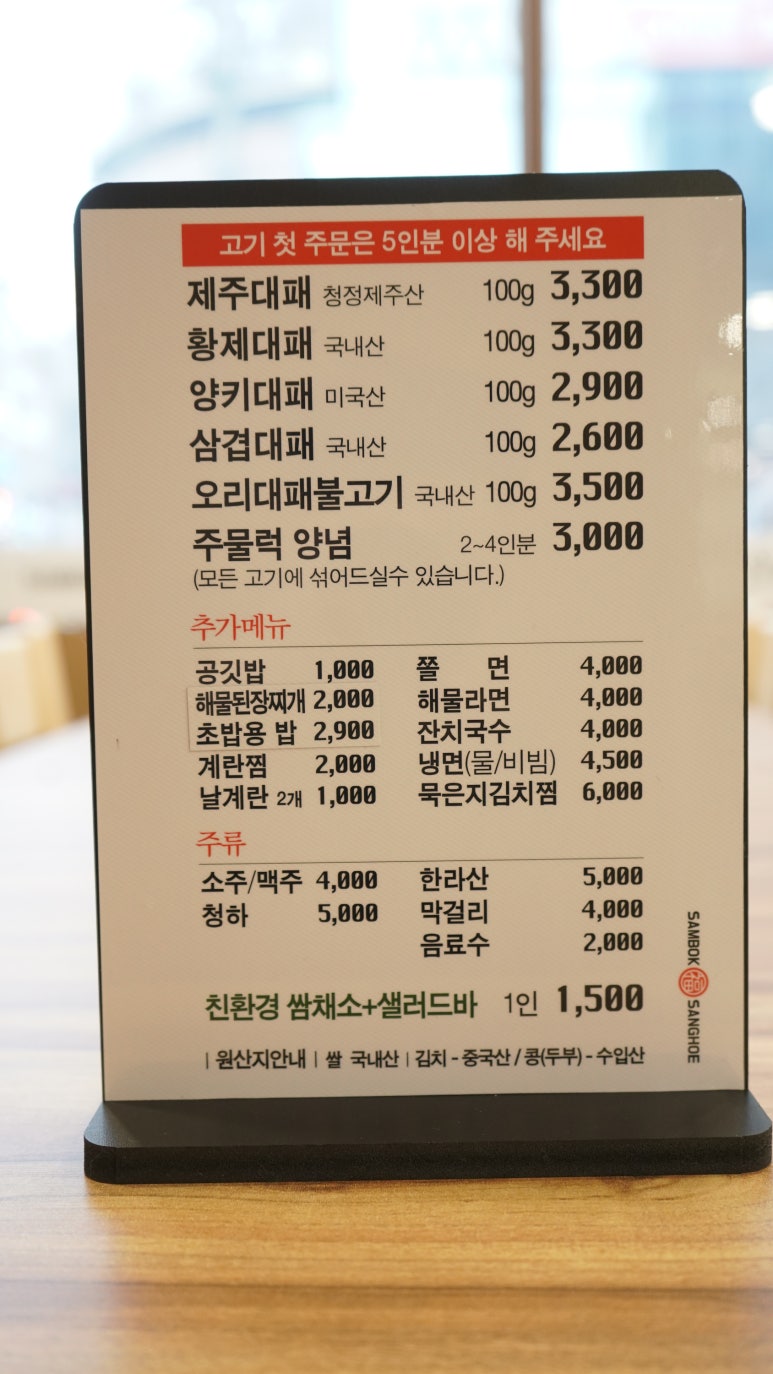 고기 첫 주문은 5인분 이상 해 주세요
제주대패 청정제주산 100g 3,300
황제대패 국내산 100g 3,300
양키대패 미국산 100g 2,900
삼겹대패 국내산 100g 2,600
오리대패불고기 국내산 100g 3,500
주물럭 양념 2~4인분 3,000
(모든 고기에 섞어드실수 있습니다.)
추가메뉴
공깃밥 1,000 쫄 면 4,000
해물된장찌개 2,000 해물라면 4,000
초밥용 밥 2,900 잔치국수 4,000
계란찜 2,000 냉면(물/비빔) 4,500
날계란 2개 1,000 묵은지김치찜 6,000
주류
소주/맥주 4,000 한라산 5,000
청하 5,000 막걸리 4,000
음료수 2,000
친환경 쌈채소+샐러드바 1인 1,500
| 원산지안내 | 쌀 국내산 | 김치 - 중국산 / 콩(두부) - 수입산
SAMBOK 福 SANGHOE